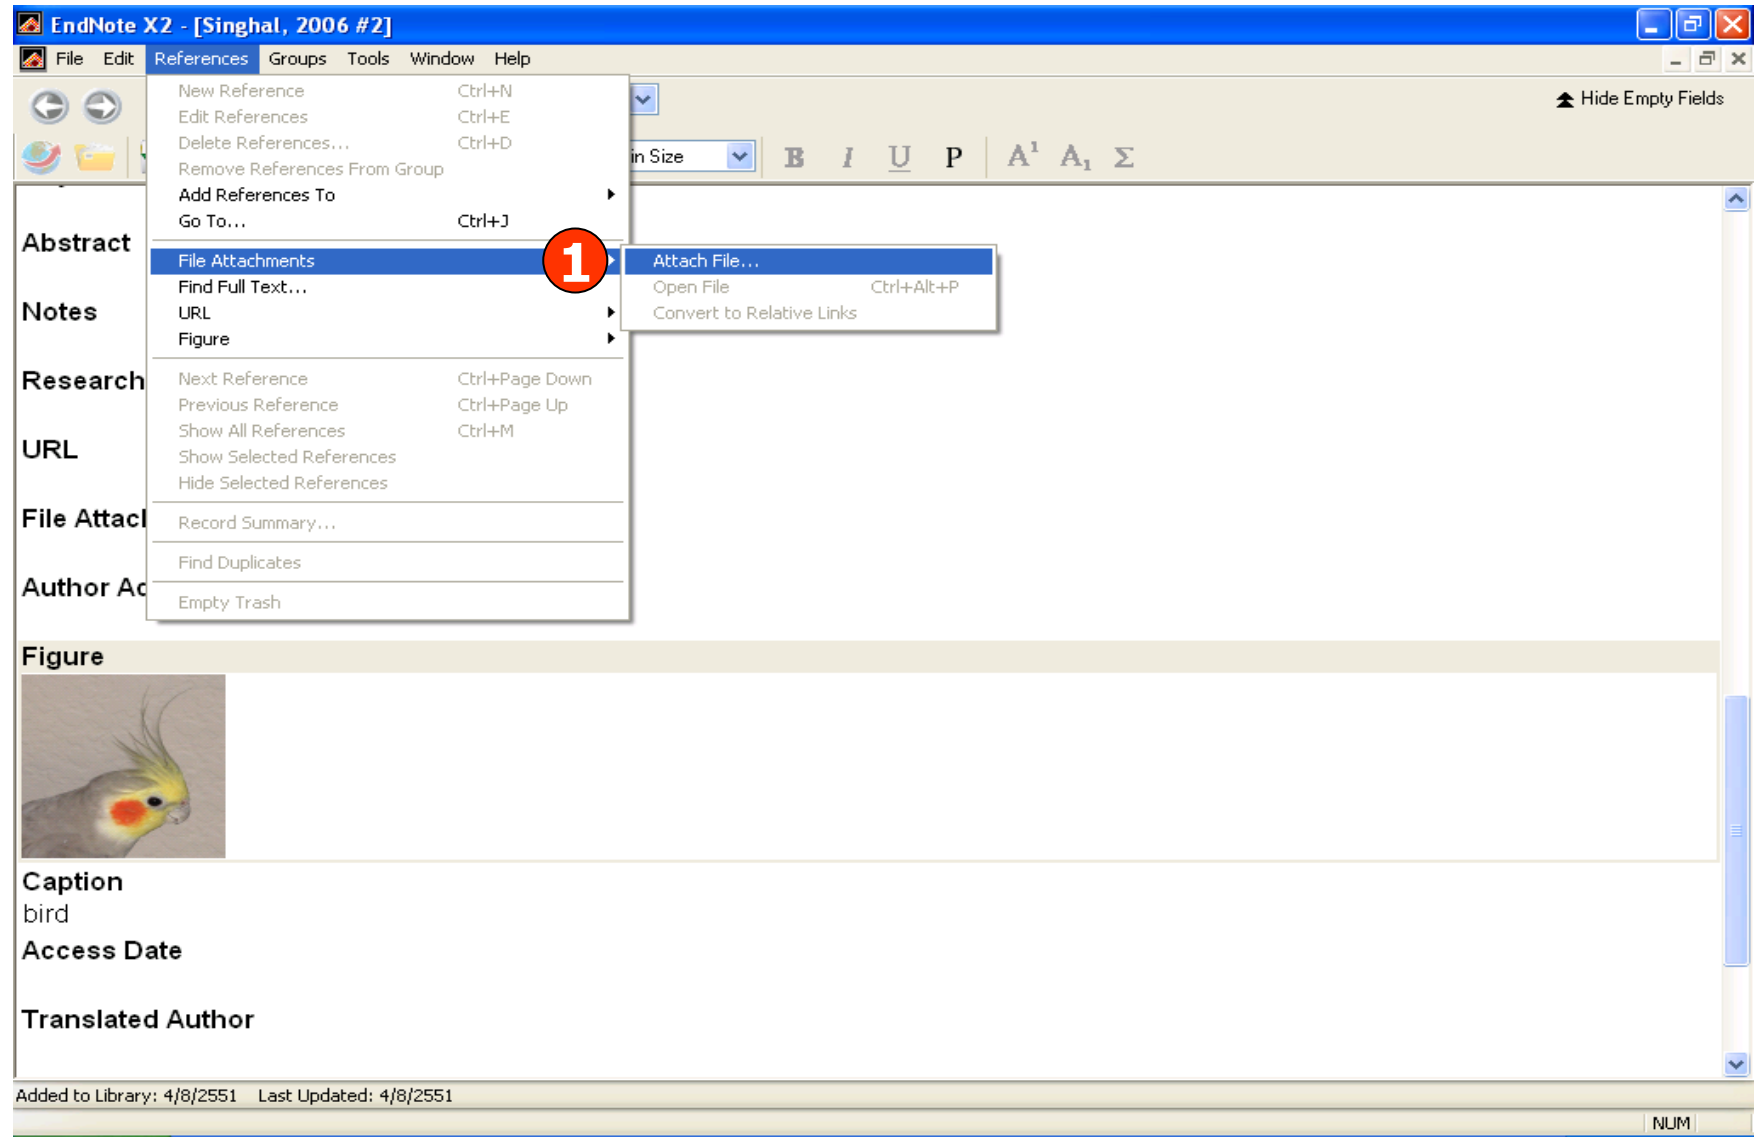 EndNote X2 - [Singhal, 2006 #2]
File Edit References Groups Tools Window Help
Hide Empty Fields
in Size B I U P A1 A1 Σ
New Reference Ctrl+N
Edit References Ctrl+E
Delete References... Ctrl+D
Remove References From Group
Add References To
Go To... Ctrl+J
File Attachments
1
Find Full Text...
URL
Figure
Next Reference Ctrl+Page Down
Previous Reference Ctrl+Page Up
Show All References Ctrl+M
Show Selected References
Hide Selected References
Record Summary...
Find Duplicates
Empty Trash
Attach File...
Open File Ctrl+Alt+P
Convert to Relative Links
Abstract
Notes
Research
URL
File Attach
Author Ad
Figure
Caption
bird
Access Date
Translated Author
Added to Library: 4/8/2551 Last Updated: 4/8/2551
NUM